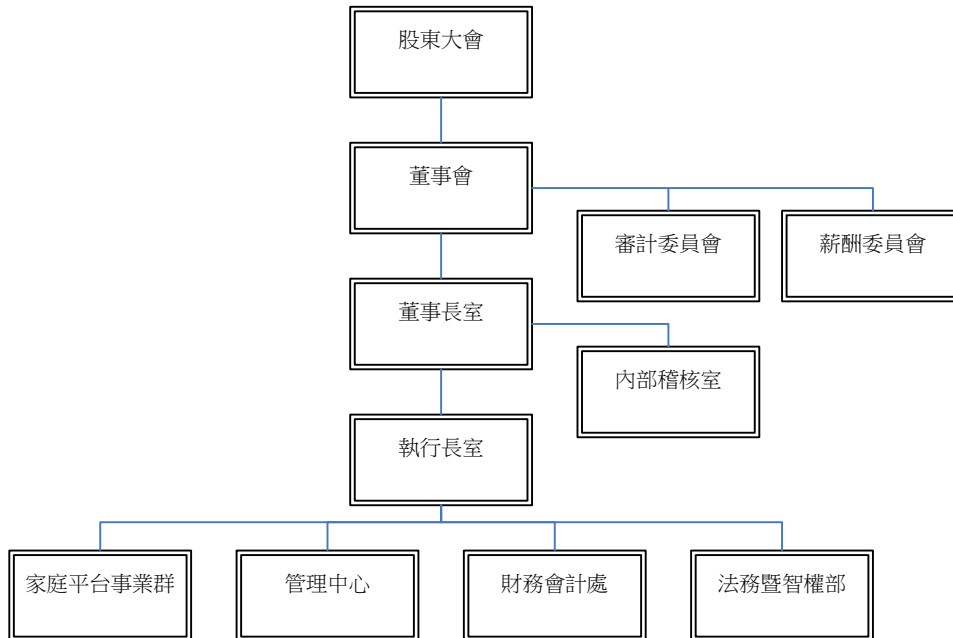 股東大會
董事會
審計委員會
薪酬委員會
董事長室
內部稽核室
執行長室
家庭平台事業群
管理中心
財務會計處
法務暨智權部